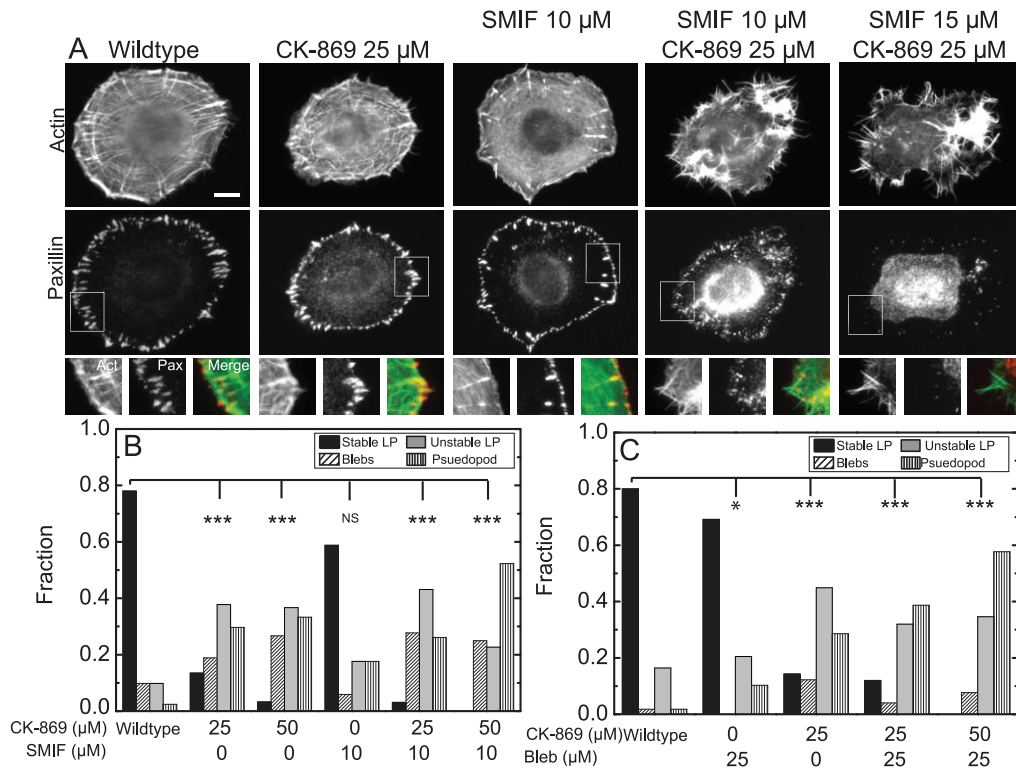 SMIF 10 µM SMIF 10 µM SMIF 15 µM
A Wildtype CK-869 25 µM CK-869 25 µM CK-869 25 µM
Actin
Paxillin
Act Pax Merge
B
Stable LP Unstable LP
Blebs Psuedopod
*** *** NS *** ***
1.0
0.8
0.6
0.4
0.2
0.0
Fraction
CK-869 (µM) Wildtype 25 50 0 25 50
SMIF (µM) 0 0 10 10 10
C
Stable LP Unstable LP
Blebs Pseudopod
* *** *** ***
1.0
0.8
0.6
0.4
0.2
0.0
Fraction
CK-869 (µM) Wildtype 0 25 25 50
Bleb (µM) 25 0 25 25